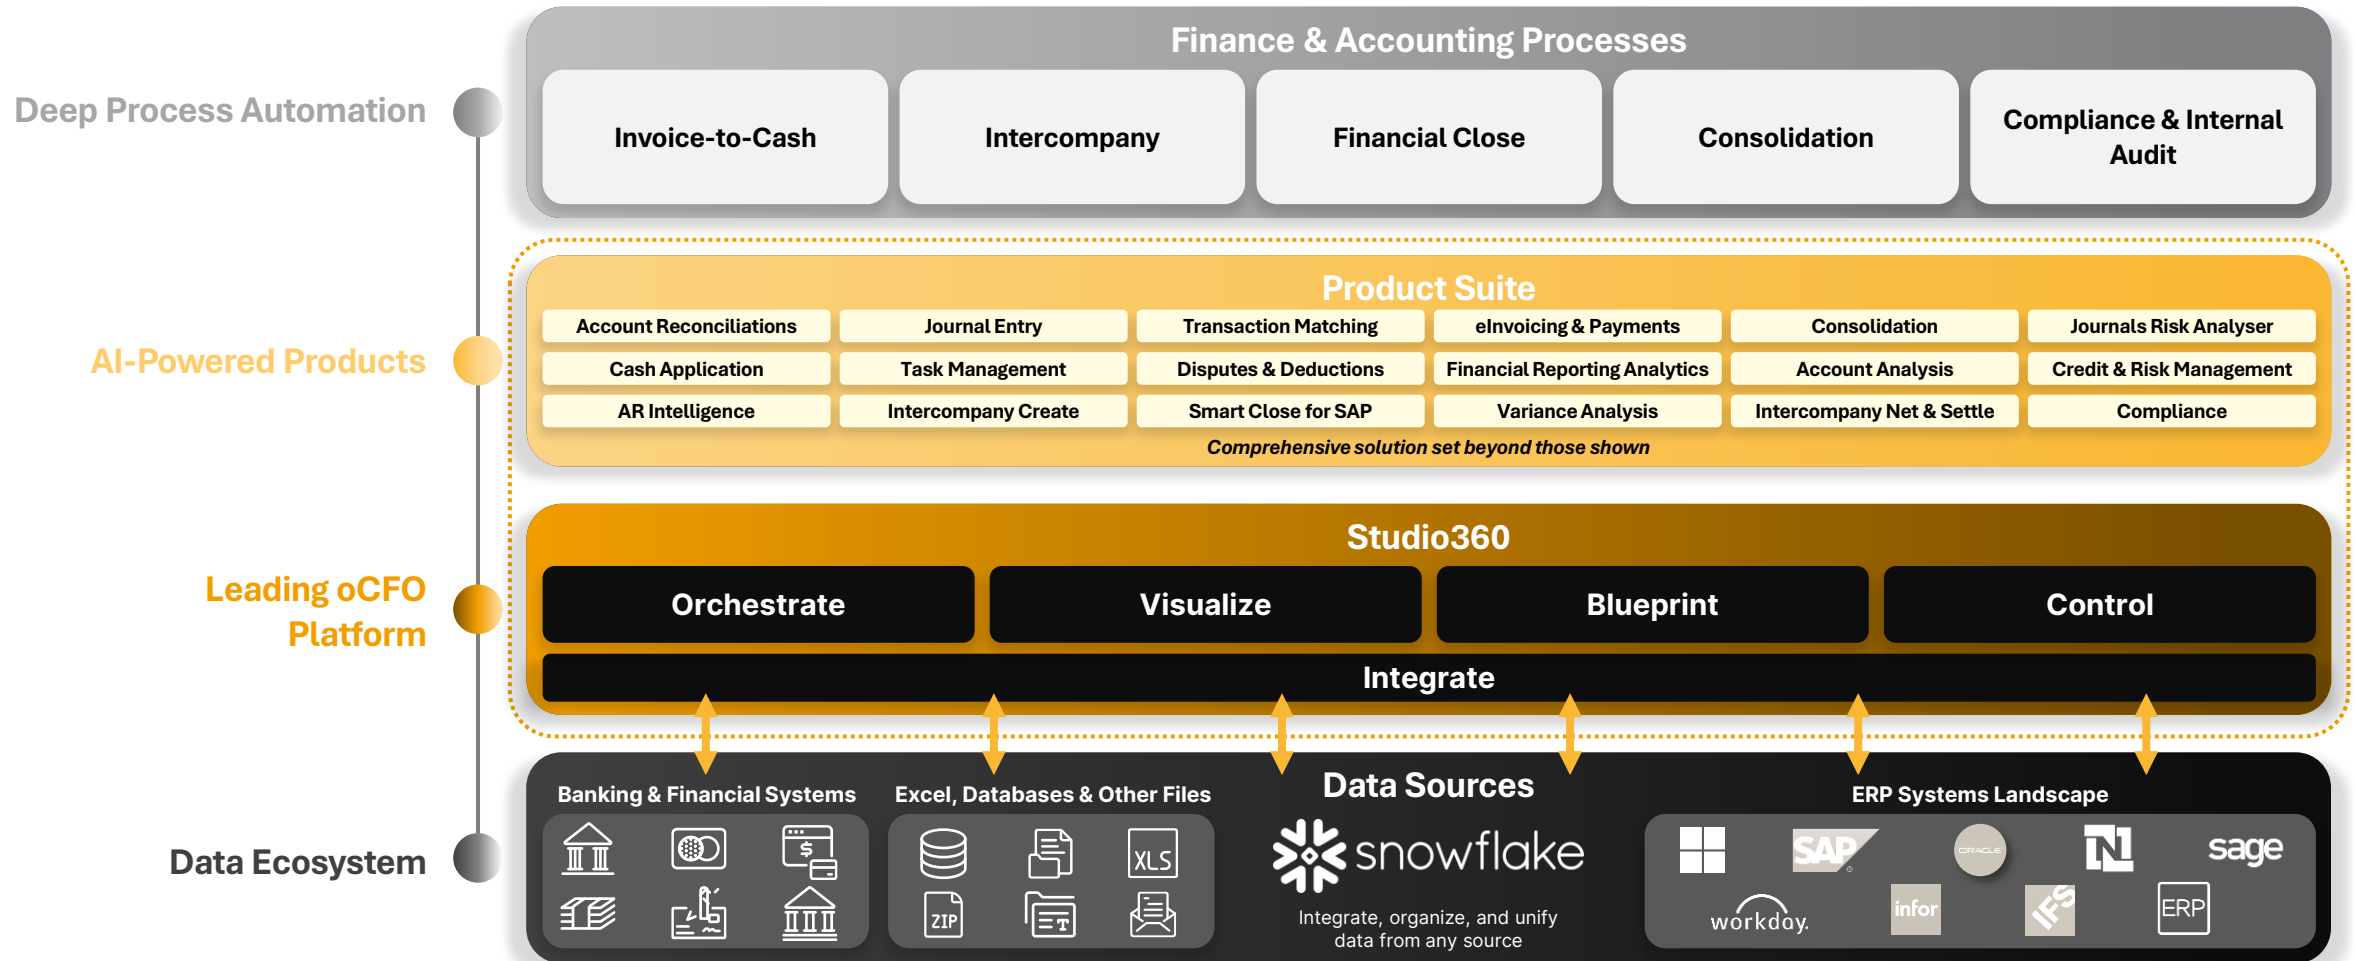 Finance & Accounting Processes
Deep Process Automation
Invoice-to-Cash
Intercompany
Financial Close
Consolidation
Compliance & Internal
Audit
Product Suite
AI-Powered Products
Account Reconciliations
Journal Entry
Transaction Matching
eInvoicing & Payments
Consolidation
Journals Risk Analyser
Cash Application
Task Management
Disputes & Deductions
Financial Reporting Analytics
Account Analysis
Credit & Risk Management
AR Intelligence
Intercompany Create
Smart Close for SAP
Variance Analysis
Intercompany Net & Settle
Compliance
Comprehensive solution set beyond those shown
Studio360
Leading oCFO
Platform
Orchestrate
Visualize
Blueprint
Control
Integrate
Data Sources
Data Ecosystem
Banking & Financial Systems
$
Excel, Databases & Other Files
XLS
ZIP
T
snowflake
Integrate, organize, and unify
data from any source
ERP Systems Landscape
SAP
ORACLE
N
sage
workday.
infor
IFS
ERP